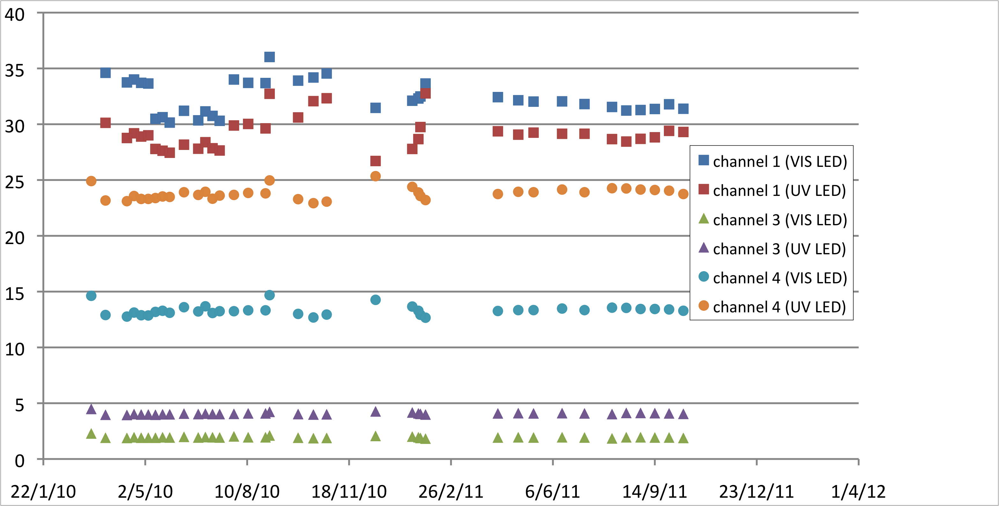 40
35
30
25
20
15
10
5
0
channel 1 (VIS LED)
channel 1 (UV LED)
channel 3 (VIS LED)
channel 3 (UV LED)
channel 4 (VIS LED)
channel 4 (UV LED)
22/1/10 2/5/10 10/8/10 18/11/10 26/2/11 6/6/11 14/9/11 23/12/11 1/4/12